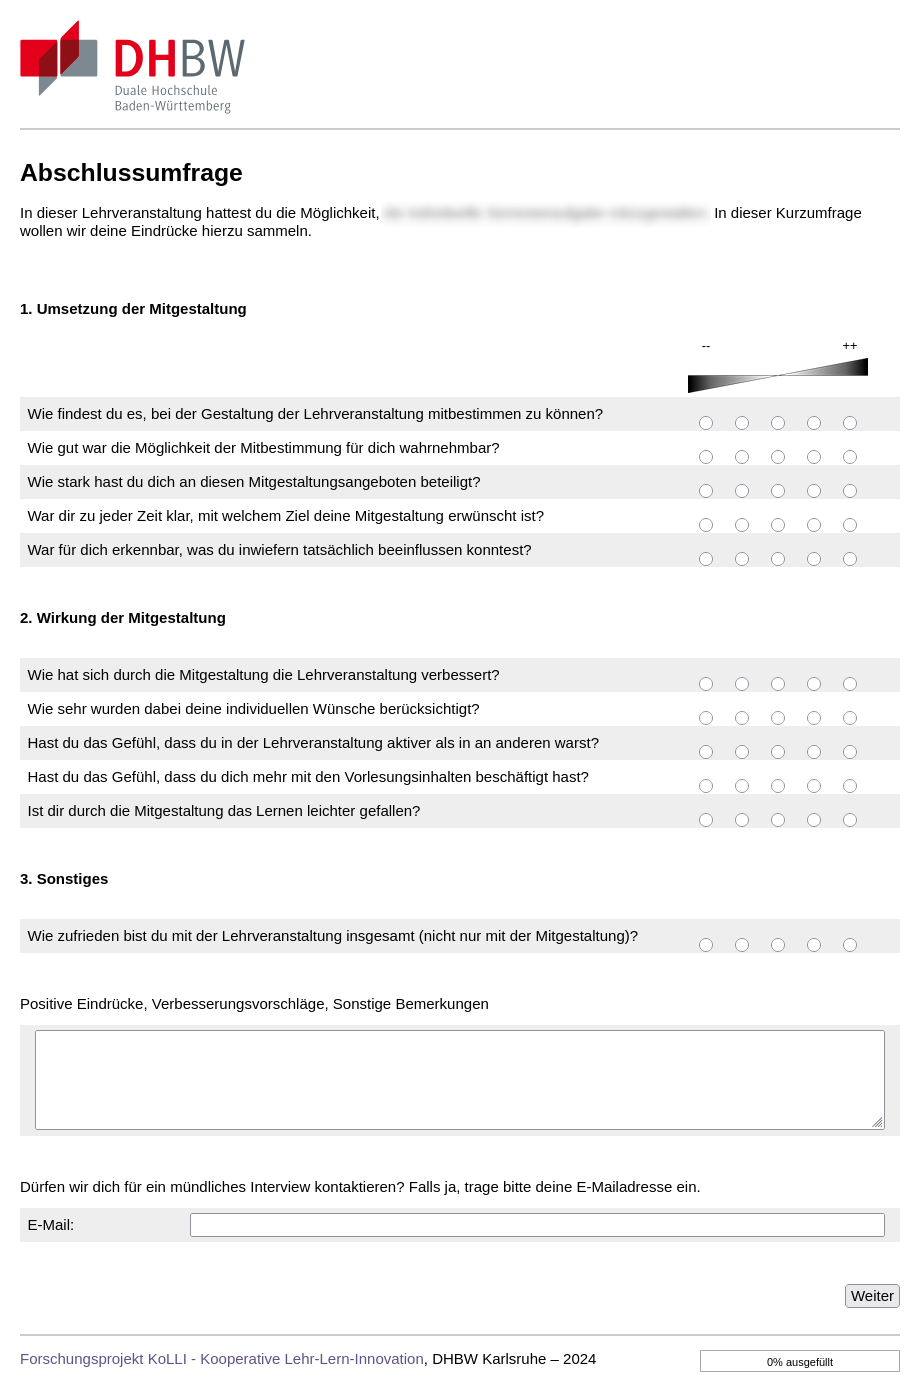 DHBW
Duale Hochschule
Baden-Württemberg
Abschlussumfrage
In dieser Lehrveranstaltung hattest du die Möglichkeit, In dieser Kurzumfrage
wollen wir deine Eindrücke hierzu sammeln.
1. Umsetzung der Mitgestaltung
-- ++
Wie findest du es, bei der Gestaltung der Lehrveranstaltung mitbestimmen zu können?
Wie gut war die Möglichkeit der Mitbestimmung für dich wahrnehmbar?
Wie stark hast du dich an diesen Mitgestaltungsangeboten beteiligt?
War dir zu jeder Zeit klar, mit welchem Ziel deine Mitgestaltung erwünscht ist?
War für dich erkennbar, was du inwiefern tatsächlich beeinflussen konntest?
2. Wirkung der Mitgestaltung
Wie hat sich durch die Mitgestaltung die Lehrveranstaltung verbessert?
Wie sehr wurden dabei deine individuellen Wünsche berücksichtigt?
Hast du das Gefühl, dass du in der Lehrveranstaltung aktiver als in an anderen warst?
Hast du das Gefühl, dass du dich mehr mit den Vorlesungsinhalten beschäftigt hast?
Ist dir durch die Mitgestaltung das Lernen leichter gefallen?
3. Sonstiges
Wie zufrieden bist du mit der Lehrveranstaltung insgesamt (nicht nur mit der Mitgestaltung)?
Positive Eindrücke, Verbesserungsvorschläge, Sonstige Bemerkungen
Dürfen wir dich für ein mündliches Interview kontaktieren? Falls ja, trage bitte deine E-Mailadresse ein.
E-Mail:
Weiter
Forschungsprojekt KoLLI - Kooperative Lehr-Lern-Innovation, DHBW Karlsruhe – 2024
0% ausgefüllt